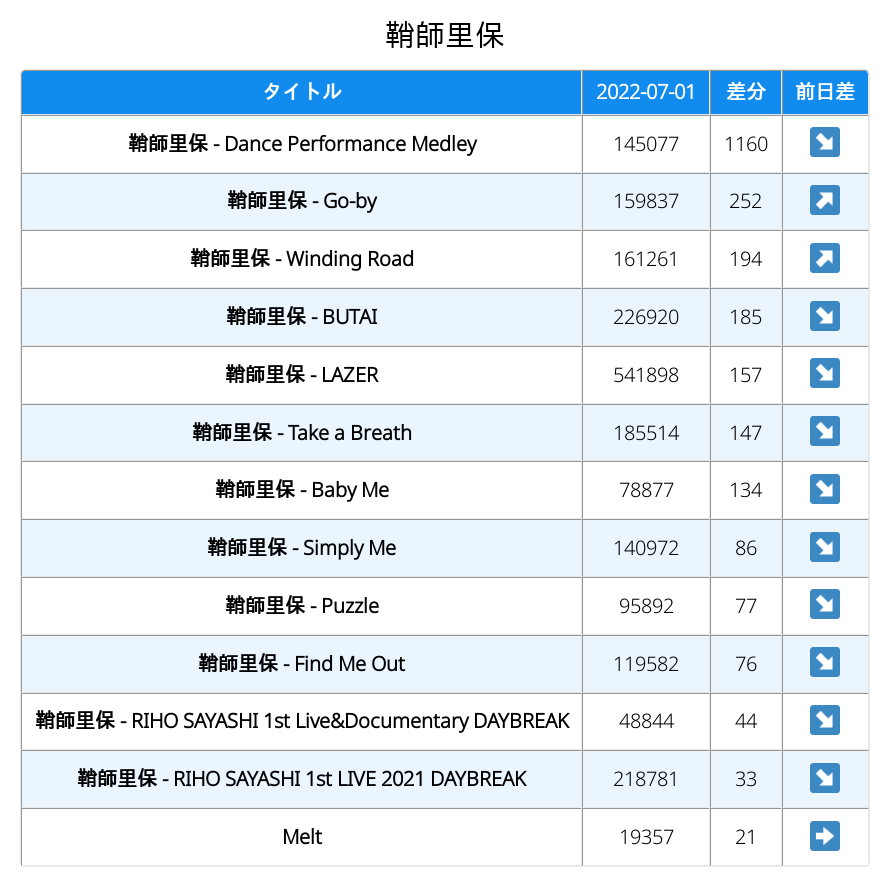 鞘師里保
タイトル 2022-07-01 差分 前日差
鞘師里保 - Dance Performance Medley 145077 1160 ↘
鞘師里保 - Go-by 159837 252 ↗
鞘師里保 - Winding Road 161261 194 ↗
鞘師里保 - BUTAI 226920 185 ↘
鞘師里保 - LAZER 541898 157 ↘
鞘師里保 - Take a Breath 185514 147 ↘
鞘師里保 - Baby Me 78877 134 ↘
鞘師里保 - Simply Me 140972 86 ↘
鞘師里保 - Puzzle 95892 77 ↘
鞘師里保 - Find Me Out 119582 76 ↘
鞘師里保 - RIHO SAYASHI 1st Live&Documentary DAYBREAK 48844 44 ↘
鞘師里保 - RIHO SAYASHI 1st LIVE 2021 DAYBREAK 218781 33 ↘
Melt 19357 21 ➡